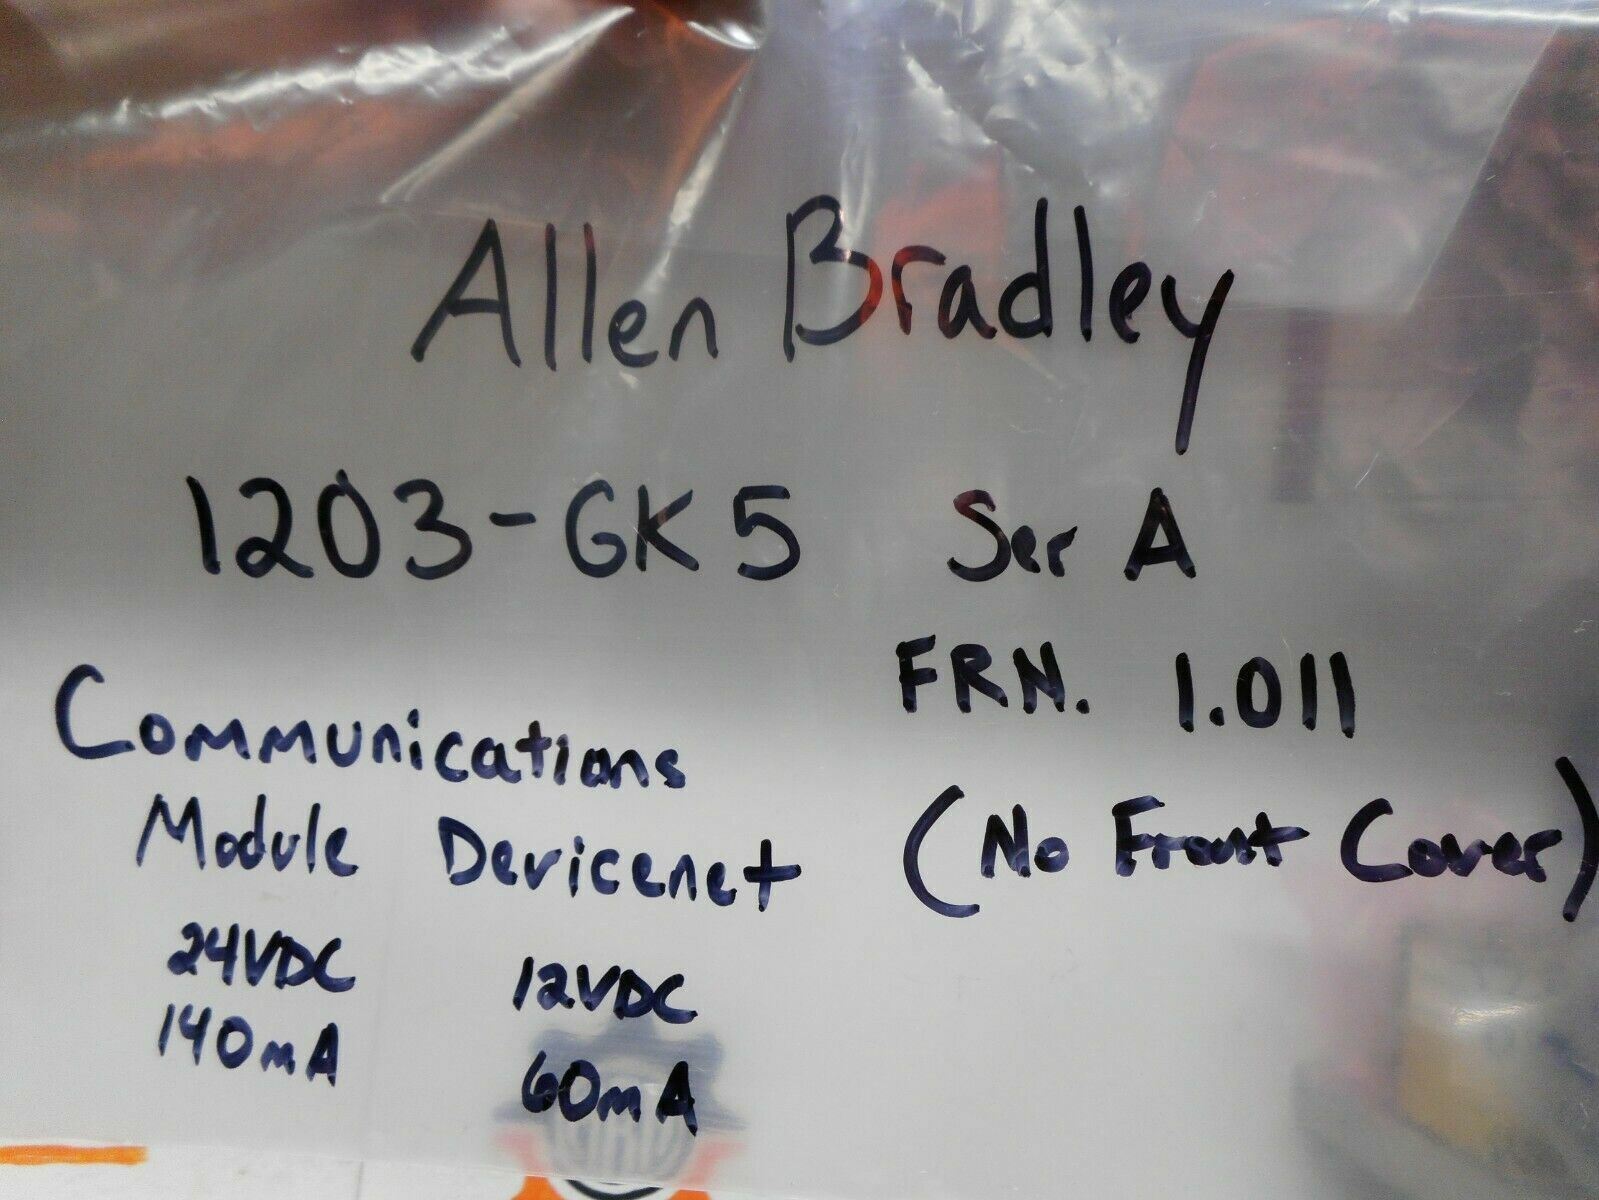 Allen Bradley
1203-GK5 Ser A
FRN. 1.011
Communications
Module Devicenet
(No Front Cover)
24VDC 12VDC
140mA 60mA